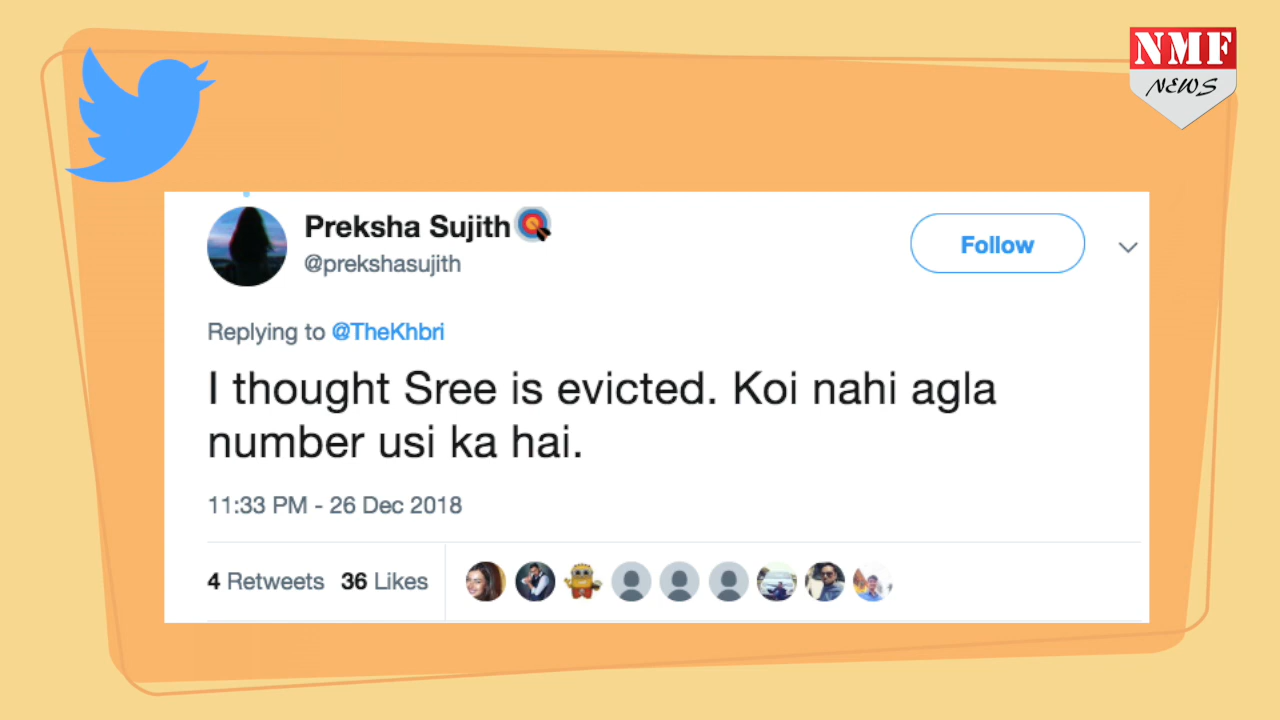 NMF
NEWS
Preksha Sujith
@prekshasujith
Follow
Replying to @TheKhbri
I thought Sree is evicted. Koi nahi agla
number usi ka hai.
11:33 PM - 26 Dec 2018
4 Retweets 36 Likes